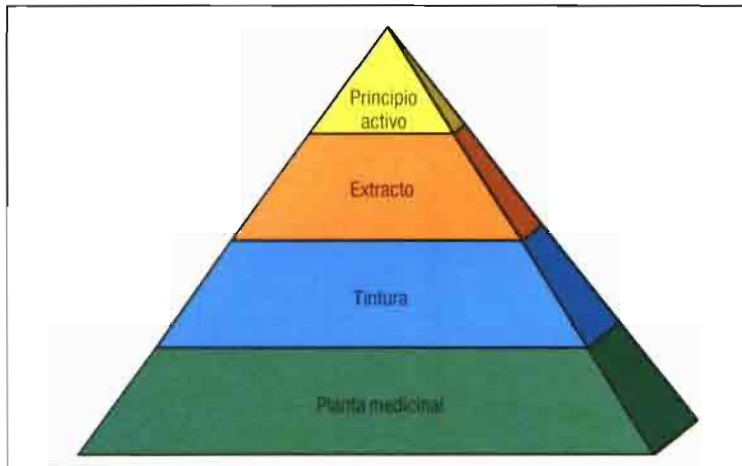 Principio
activo
Extracto
Tintura
Planta medicinal